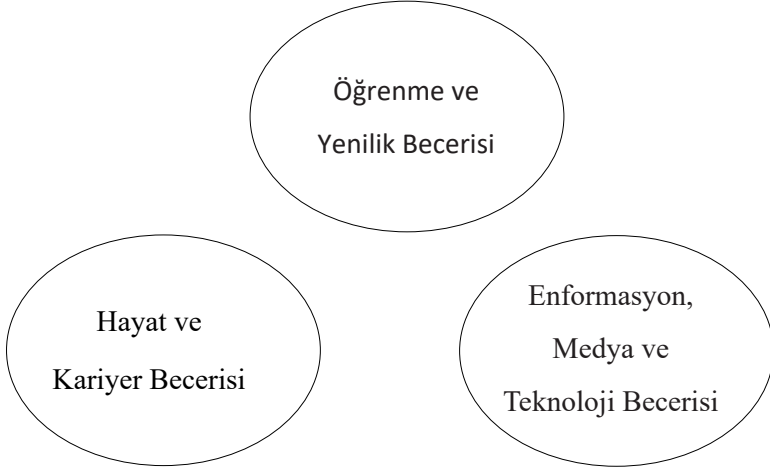 Öğrenme ve
Yenilik Becerisi
Hayat ve
Kariyer Becerisi
Enformasyon,
Medya ve
Teknoloji Becerisi